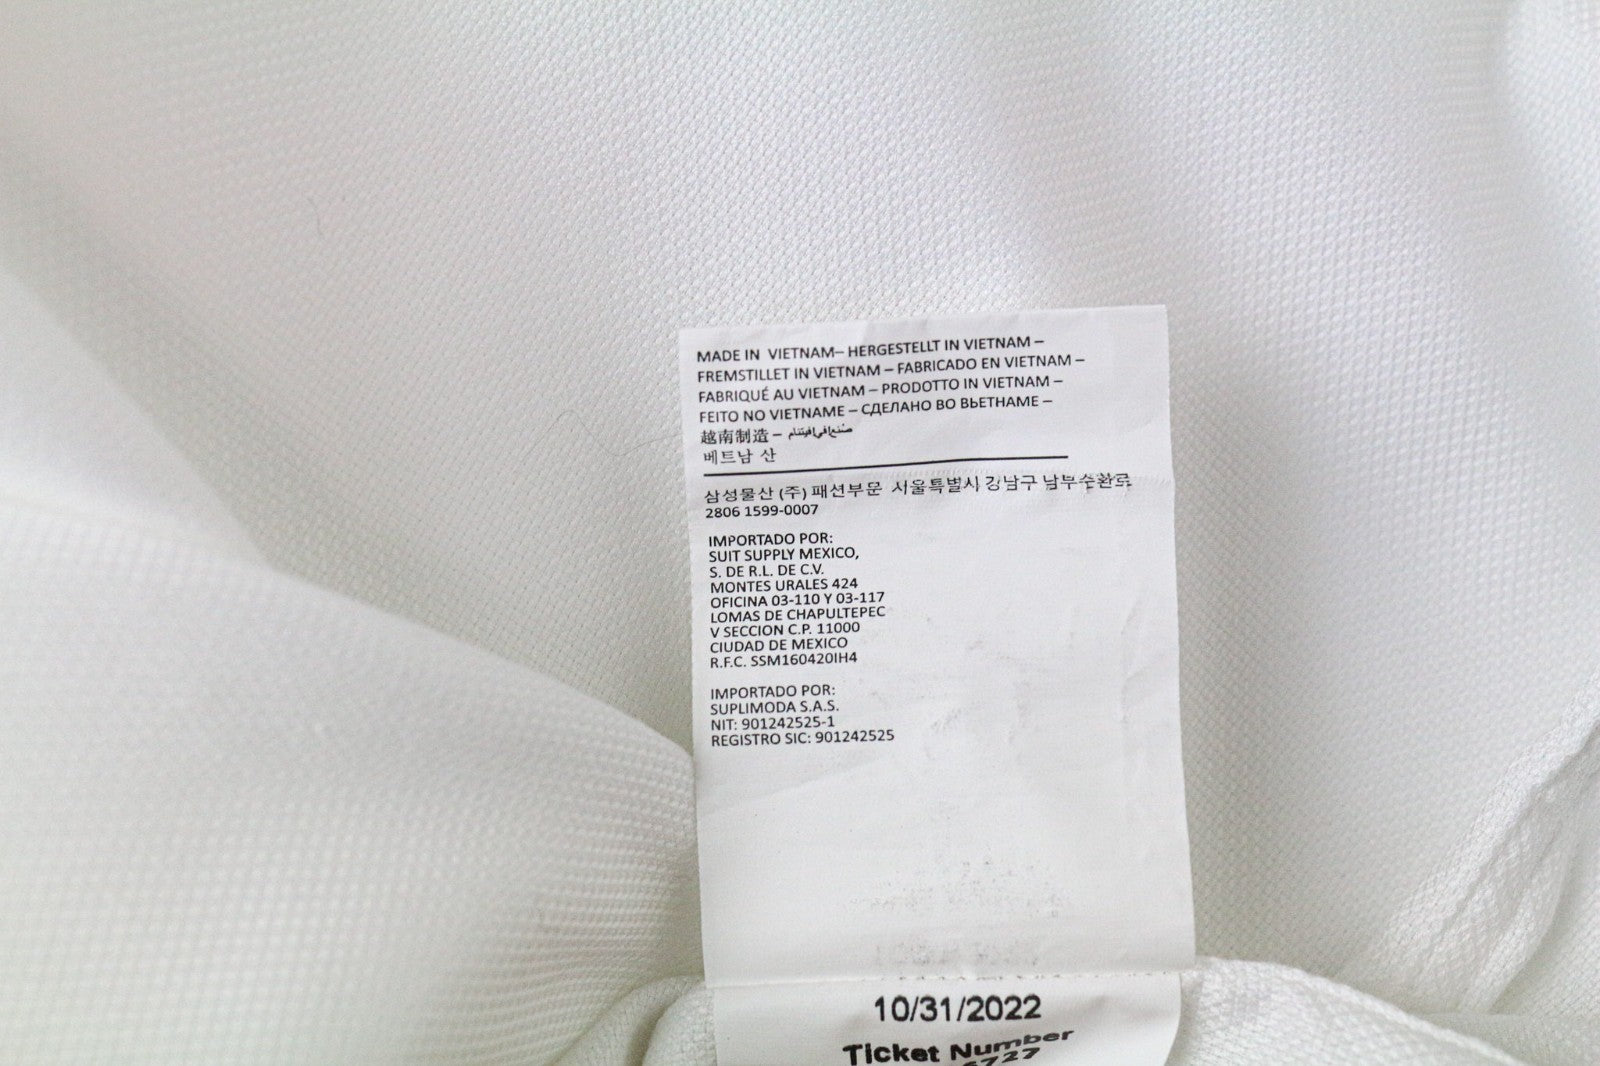 MADE IN VIETNAM– HERGESTELLT IN VIETNAM –
FREMSTILLET IN VIETNAM – FABRICADO EN VIETNAM –
FABRIQUÉ AU VIETNAM – PRODOTTO IN VIETNAM –
FEITO NO VIETNAME – СДЕЛАНО ВО ВЬЕТНАМЕ –
越南制造 – صنع في فيتنام
베트남 산
삼성물산 (주) 패션부문 서울특별시 강남구 남부순환로
2806 1599-0007
IMPORTADO POR:
SUIT SUPPLY MEXICO,
S. DE R.L. DE C.V.
MONTES URALES 424
OFICINA 03-110 Y 03-117
LOMAS DE CHAPULTEPEC
V SECCION C.P. 11000
CIUDAD DE MEXICO
R.F.C. SSM160420IH4
IMPORTADO POR:
SUPLIMODA S.A.S.
NIT: 901242525-1
REGISTRO SIC: 901242525
10/31/2022
Ticket Number